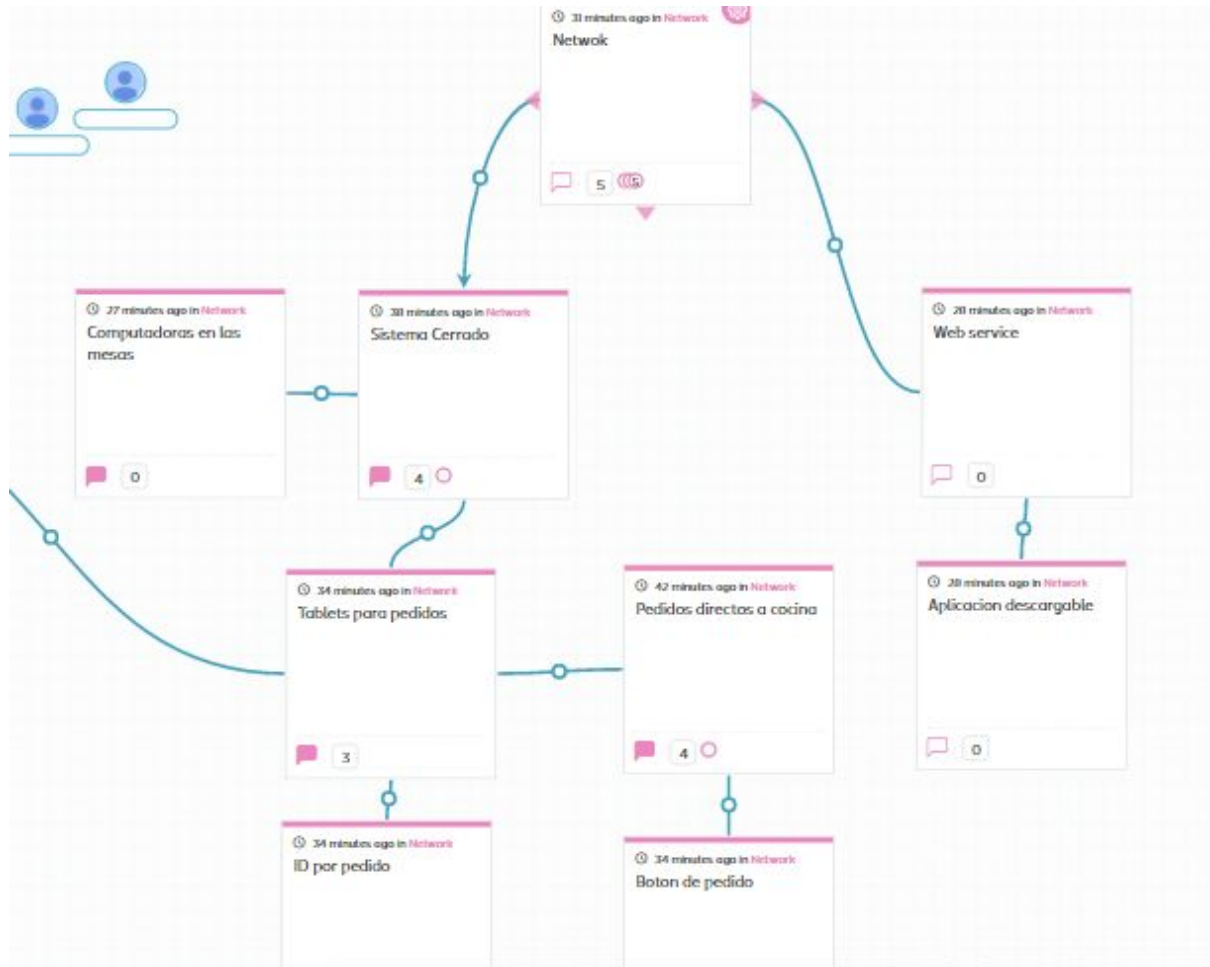 31 minutes ago in Network
Netwok
5
5
27 minutes ago in Network
Computadoras en las
mesas
0
38 minutes ago in Network
Sistema Cerrado
4
28 minutes ago in Network
Web service
0
34 minutes ago in Network
Tablets para pedidos
3
42 minutes ago in Network
Pedidos directos a cocina
4
28 minutes ago in Network
Aplicacion descargable
0
34 minutes ago in Network
ID por pedido
34 minutes ago in Network
Boton de pedido